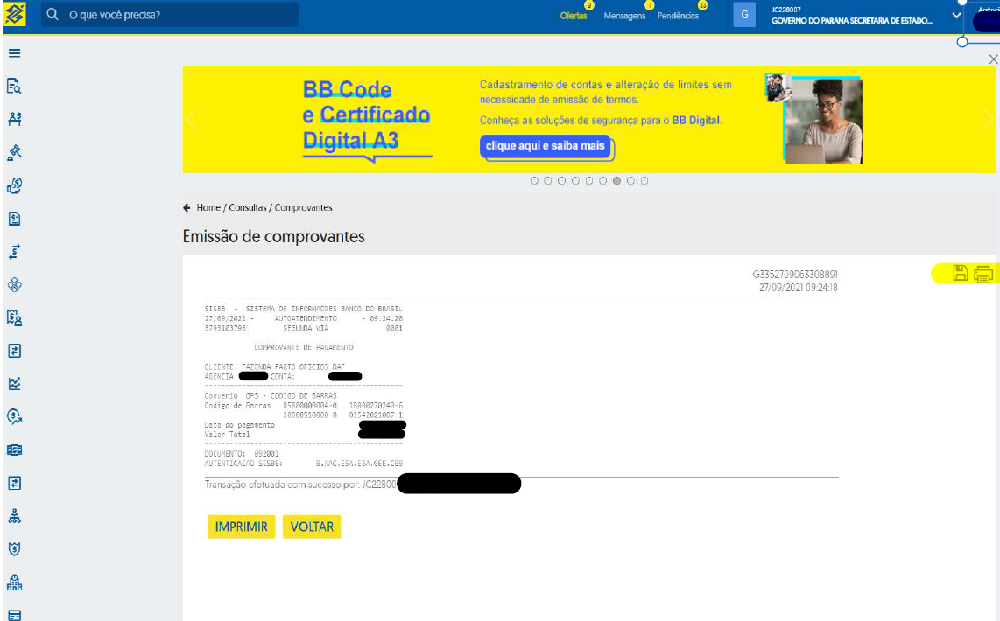 O que você precisa?
9
Ofertas
1
Mensagens
33
Pendências
G
JC228007
GOVERNO DO PARANA SECRETARIA DE ESTADO...
BB Code
e Certificado
Digital A3
Cadastramento de contas e alteração de limites sem
necessidade de emissão de termos.
Conheça as soluções de segurança para o BB Digital.
clique aqui e saiba mais
Home / Consultas / Comprovantes
Emissão de comprovantes
G3352709063308891
27/09/2021 09:24:18
SISBB - SISTEMA DE INFORMACOES BANCO DO BRASIL
27/09/2021 - AUTOATENDIMENTO - 09.24.20
3793103793 SEGUNDA VIA 0001
COMPROVANTE DE PAGAMENTO
CLIENTE: FAZENDA PAGTO OFICIOS DAF
AGENCIA: CONTA:
================================================
Convenio GPS - CODIGO DE BARRAS
Codigo de Barras 85880000004-0 18000270240-6
20888510000-8 01542021087-1
Data do pagamento
Valor Total
------------------------------------------------
DOCUMENTO: 092001
AUTENTICACAO SISBB: B.AAC.E5A.EBA.0EE.C89
Transação efetuada com sucesso por: JC22800
IMPRIMIR
VOLTAR